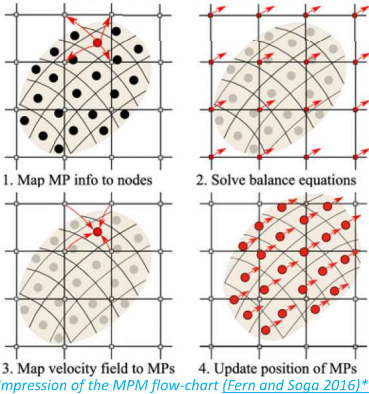 1. Map MP info to nodes
2. Solve balance equations
3. Map velocity field to MPs
4. Update position of MPs
Impression of the MPM flow-chart (Fern and Soga 2016)*